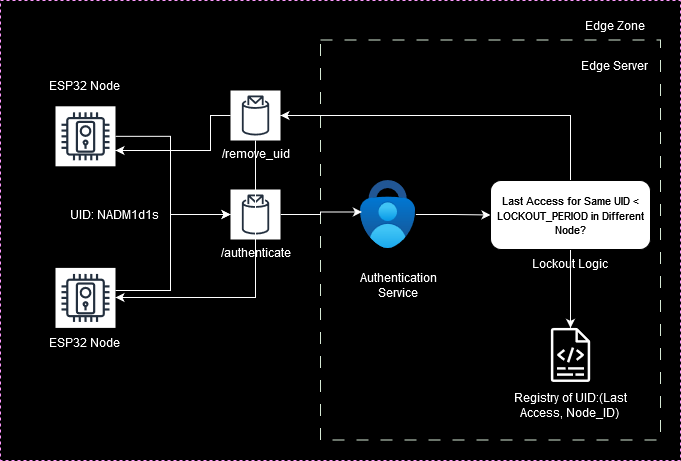 Edge Zone
Edge Server
ESP32 Node
/remove_uid
UID: NADM1d1s
Last Access for Same UID <
LOCKOUT_PERIOD in Different
Node?
/authenticate
Lockout Logic
Authentication
Service
ESP32 Node
Registry of UID:(Last
Access, Node_ID)